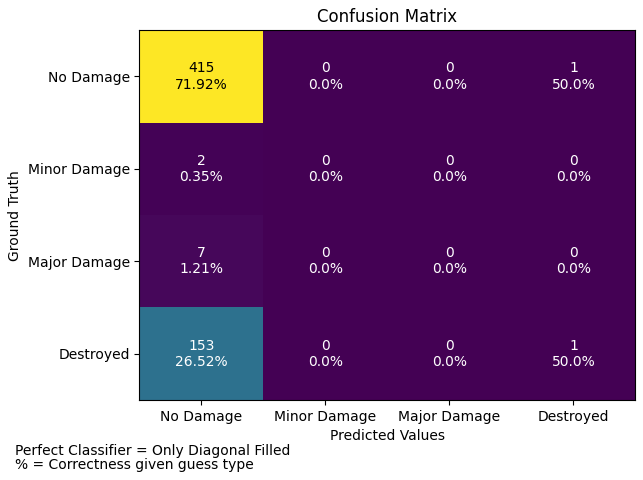 Confusion Matrix
No Damage 415 0 0 1
71.92% 0.0% 0.0% 50.0%
Minor Damage 2 0 0 0
0.35% 0.0% 0.0% 0.0%
Major Damage 7 0 0 0
1.21% 0.0% 0.0% 0.0%
Destroyed 153 0 0 1
26.52% 0.0% 0.0% 50.0%
Ground Truth
No Damage Minor Damage Major Damage Destroyed
Predicted Values
Perfect Classifier = Only Diagonal Filled
% = Correctness given guess type